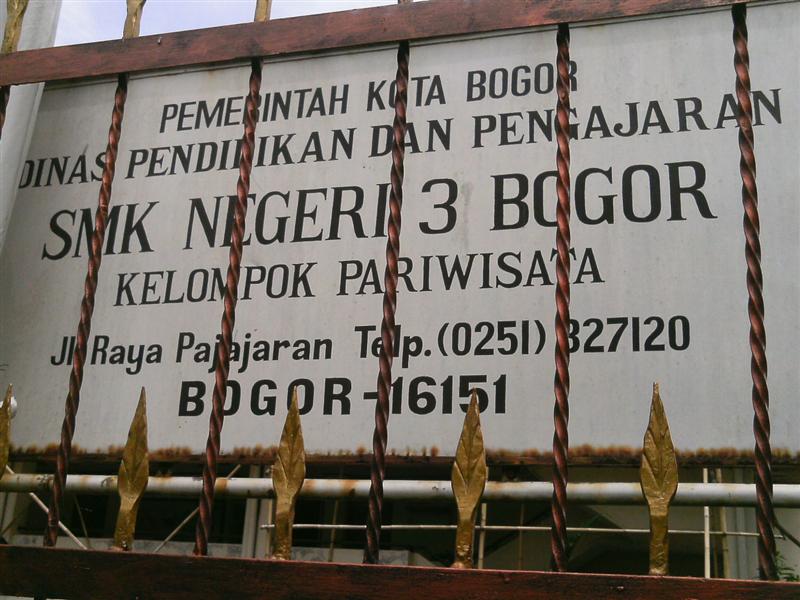 PEMERINTAH KOTA BOGOR
DINAS PENDIDIKAN DAN PENGAJARAN
SMK NEGERI 3 BOGOR
KELOMPOK PARIWISATA
Jl Raya Pajajaran Telp. (0251) 327120
BOGOR-16151